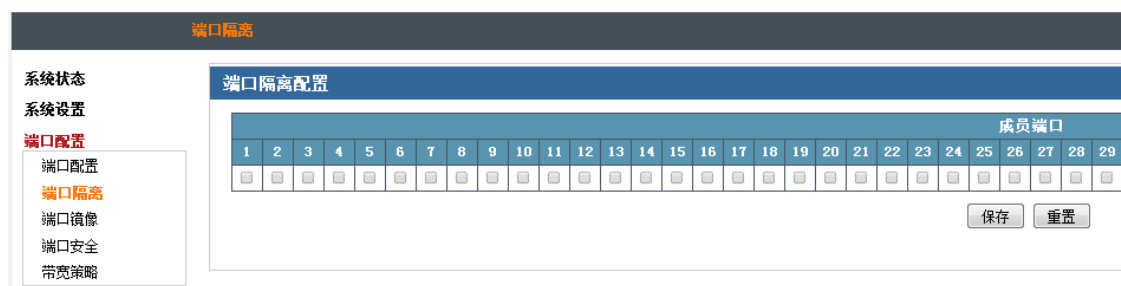 端口隔离
系统状态
系统设置
端口配置
端口配置
端口隔离
端口镜像
端口安全
带宽策略
端口隔离配置
成员端口
1 2 3 4 5 6 7 8 9 10 11 12 13 14 15 16 17 18 19 20 21 22 23 24 25 26 27 28 29
保存 重置